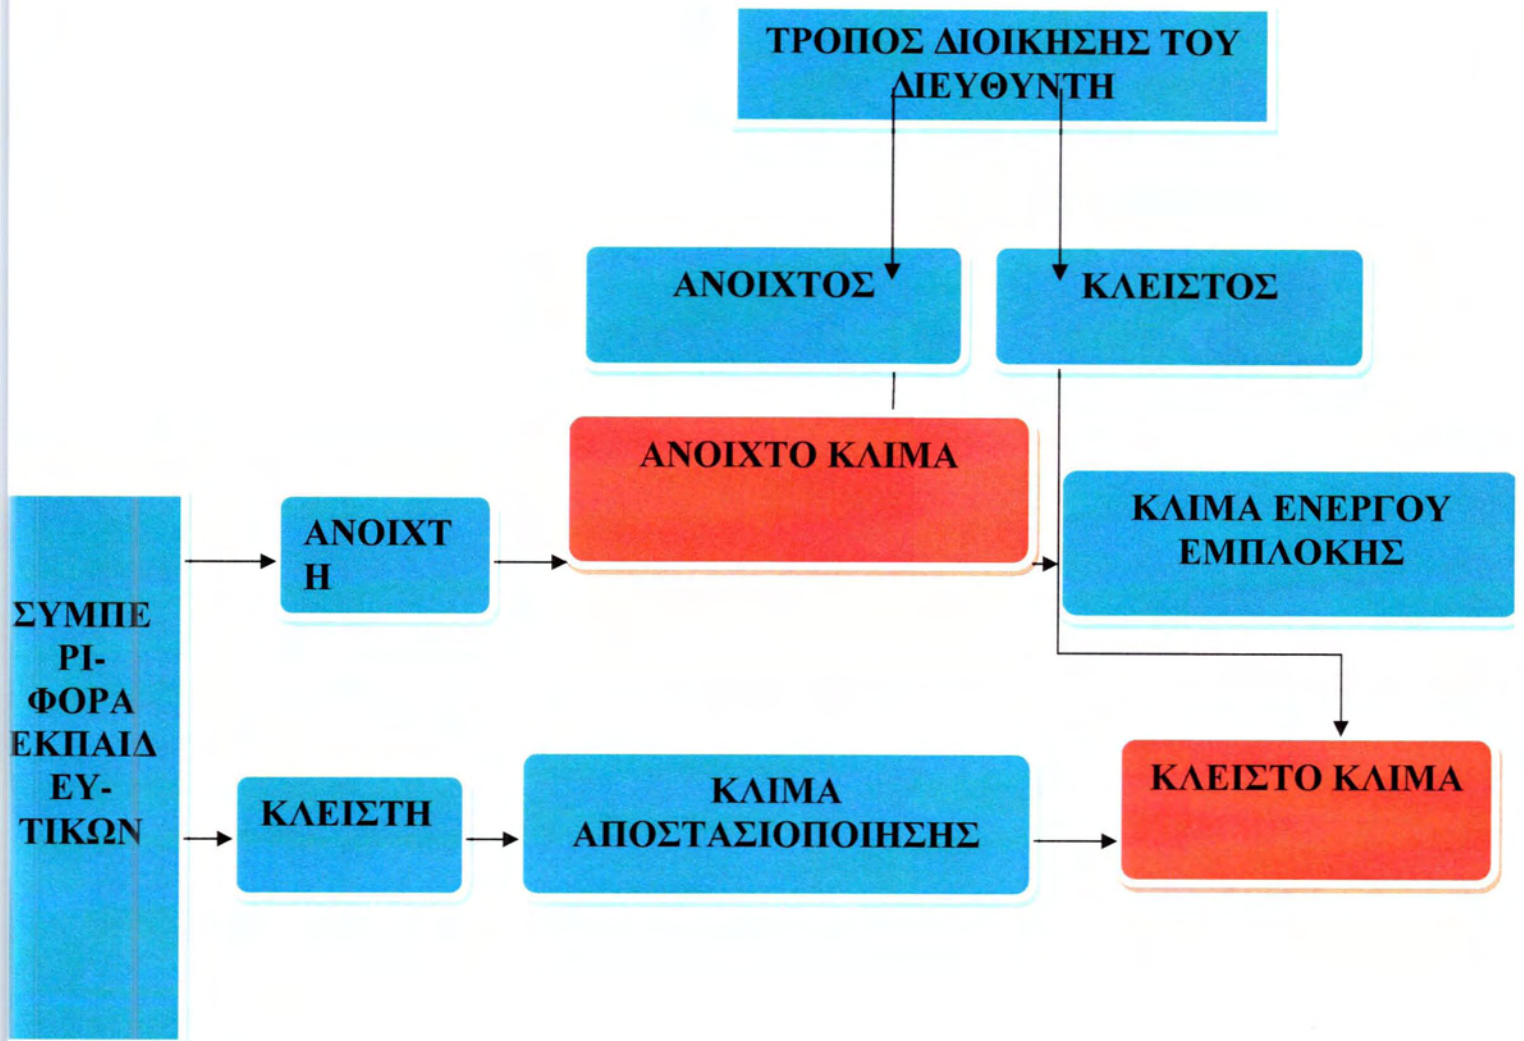 ΤΡΟΠΟΣ ΔΙΟΙΚΗΣΗΣ ΤΟΥ
ΔΙΕΥΘΥΝΤΗ
ΑΝΟΙΧΤΟΣ
ΚΛΕΙΣΤΟΣ
ΑΝΟΙΧΤΟ ΚΛΙΜΑ
ΚΛΙΜΑ ΕΝΕΡΓΟΥ
ΕΜΠΛΟΚΗΣ
ΑΝΟΙΧΤ
Η
ΣΥΜΠΕ
ΡΙ-
ΦΟΡΑ
ΕΚΠΑΙΔ
ΕΥ-
ΤΙΚΩΝ
ΚΛΕΙΣΤΗ
ΚΛΙΜΑ
ΑΠΟΣΤΑΣΙΟΠΟΙΗΣΗΣ
ΚΛΕΙΣΤΟ ΚΛΙΜΑ